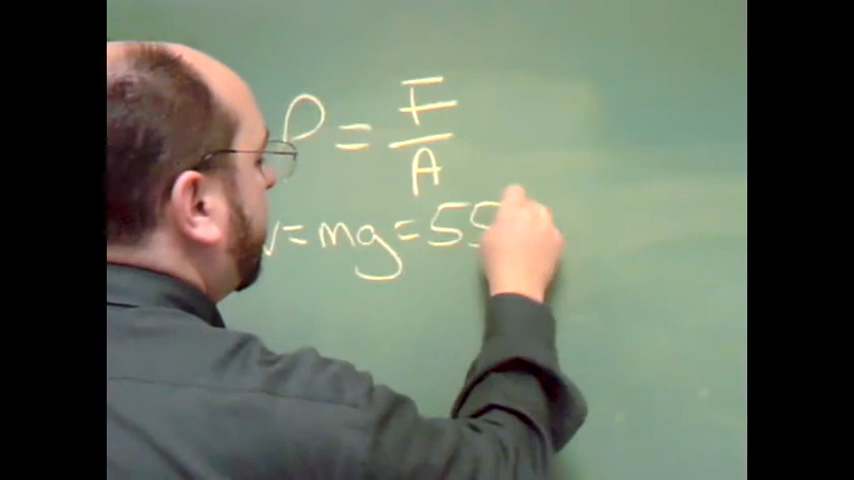 P = F/A
= mg = 55